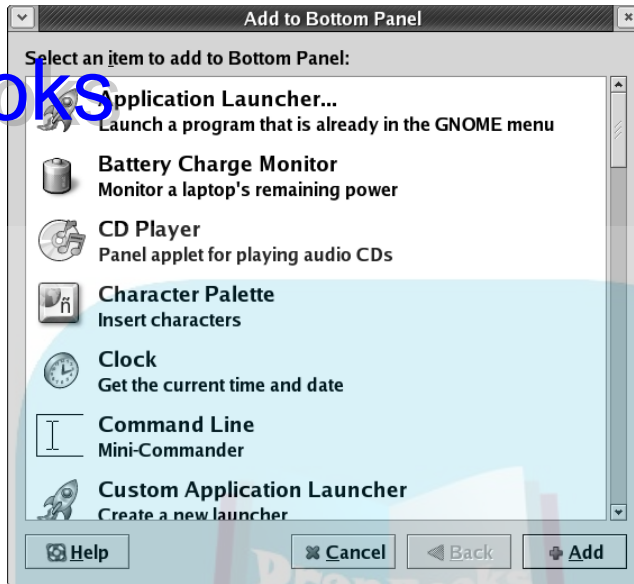 Add to Bottom Panel
Select an item to add to Bottom Panel:
oks
Application Launcher...
Launch a program that is already in the GNOME menu
Battery Charge Monitor
Monitor a laptop's remaining power
CD Player
Panel applet for playing audio CDs
Character Palette
Insert characters
Clock
Get the current time and date
Command Line
Mini-Commander
Custom Application Launcher
Create a new launcher
Help
Cancel
Back
Add